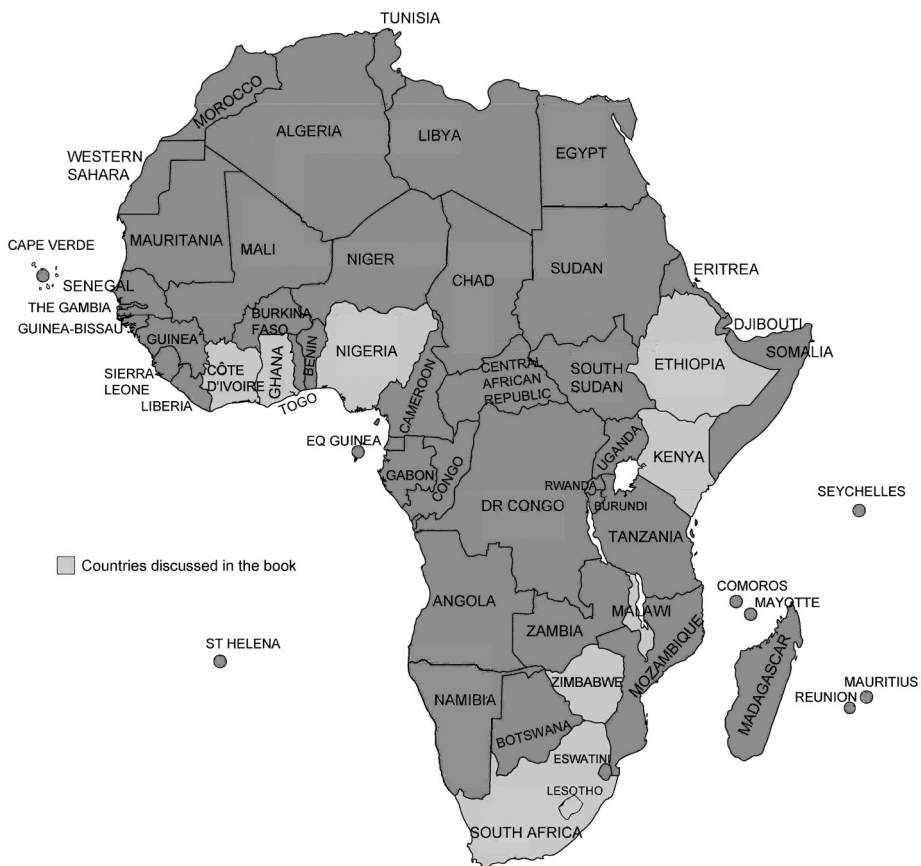 TUNISIA
MOROCCO
ALGERIA
LIBYA
EGYPT
WESTERN
SAHARA
CAPE VERDE
MAURITANIA
MALI
NIGER
CHAD
SUDAN
ERITREA
SENEGAL
THE GAMBIA
GUINEA-BISSAU
GUINEA
BURKINA
FASO
BENIN
NIGERIA
DJIBOUTI
SOMALIA
ETHIOPIA
SIERRA
LEONE
LIBERIA
CÔTE
D'IVOIRE
GHANA
TOGO
CAMEROON
CENTRAL
AFRICAN
REPUBLIC
SOUTH
SUDAN
EQ GUINEA
GABON
CONGO
DR CONGO
UGANDA
KENYA
RWANDA
BURUNDI
TANZANIA
SEYCHELLES
Countries discussed in the book
ANGOLA
ZAMBIA
MALAWI
MOZAMBIQUE
COMOROS
MAYOTTE
ST HELENA
NAMIBIA
ZIMBABWE
BOTSWANA
MADAGASCAR
MAURITIUS
REUNION
ESWATINI
LESOTHO
SOUTH AFRICA